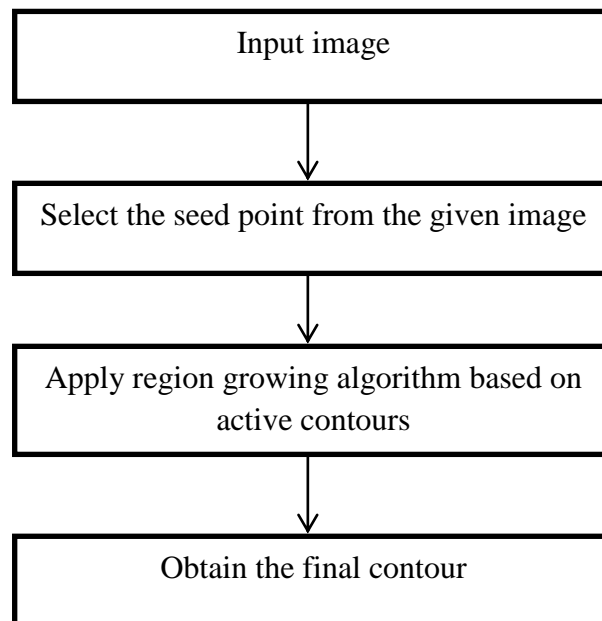 Input image
Select the seed point from the given image
Apply region growing algorithm based on
active contours
Obtain the final contour